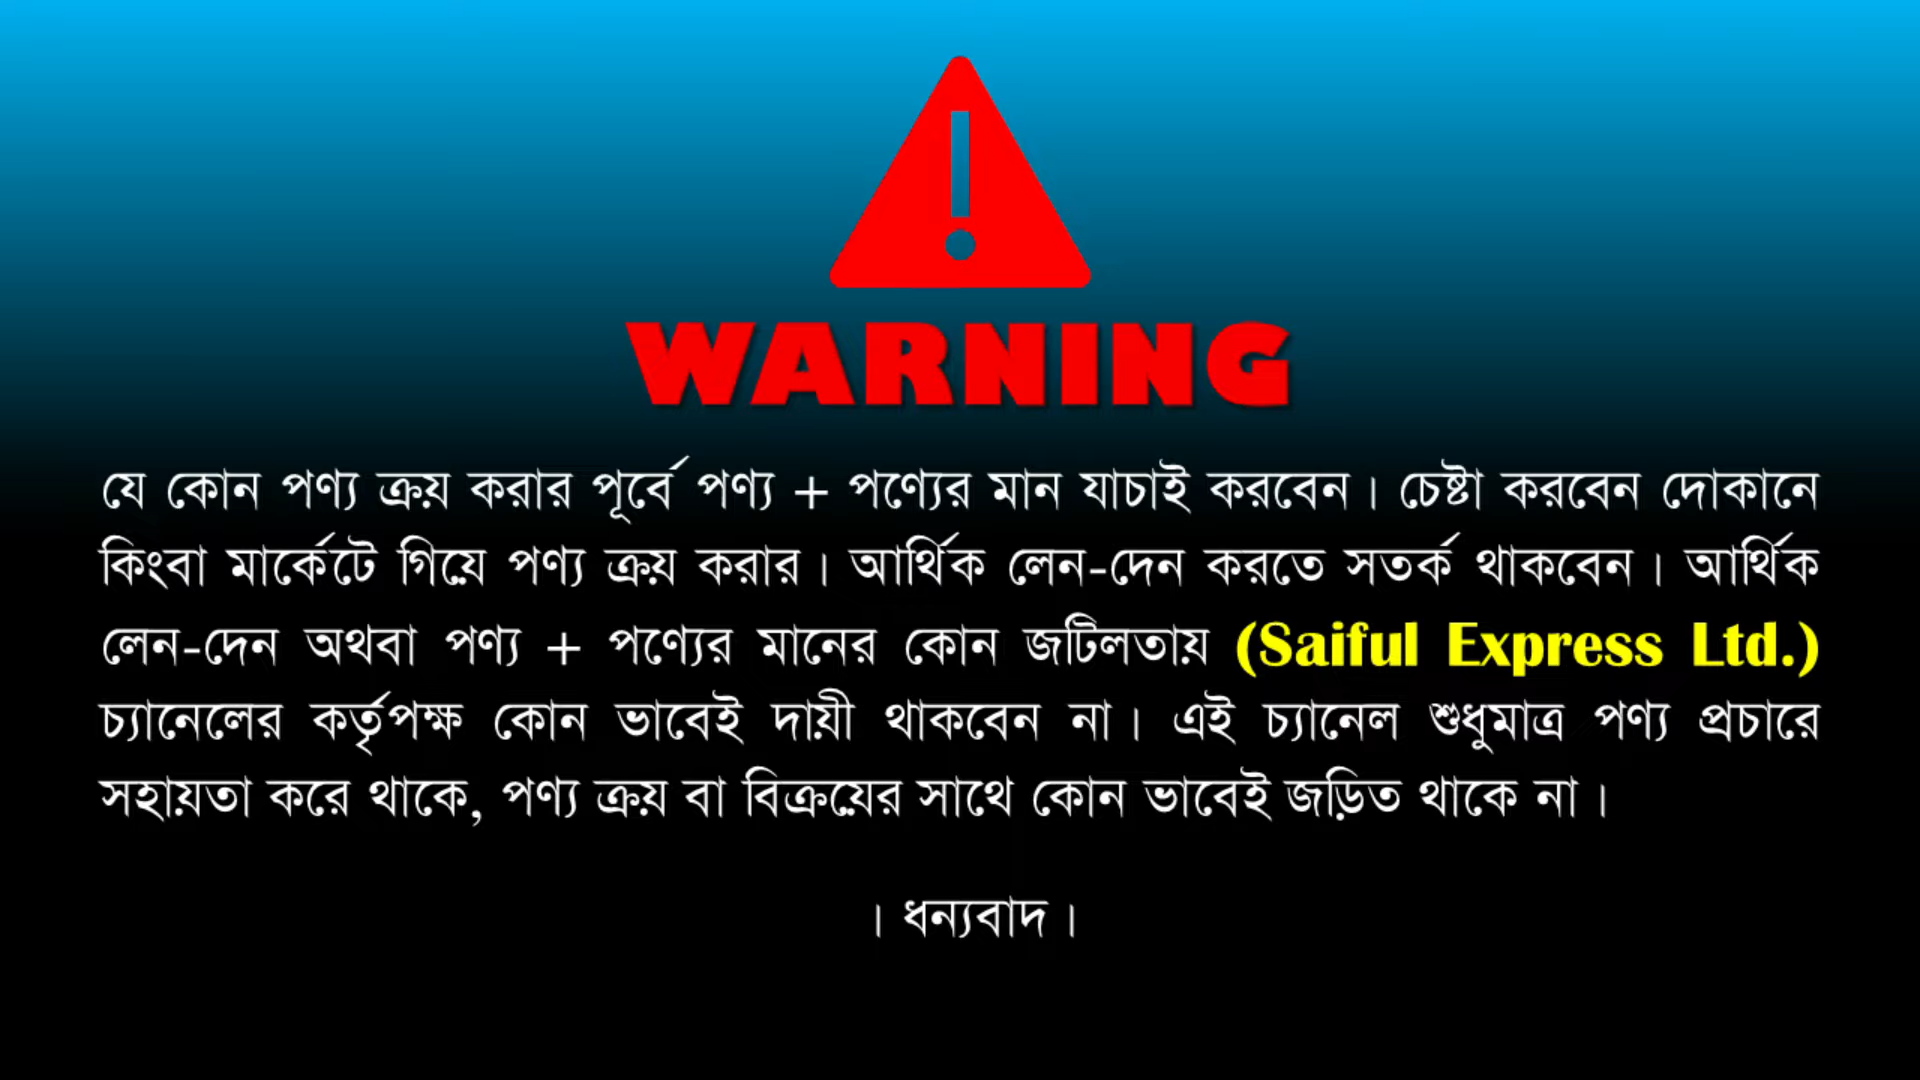 WARNING
যে কোন পণ্য ক্রয় করার পূর্বে পণ্য + পণ্যের মান যাচাই করবেন। চেষ্টা করবেন দোকানে
কিংবা মার্কেটে গিয়ে পণ্য ক্রয় করার। আর্থিক লেন-দেন করতে সতর্ক থাকবেন। আর্থিক
লেন-দেন অথবা পণ্য + পণ্যের মানের কোন জটিলতায় (Saiful Express Ltd.)
চ্যানেলের কর্তৃপক্ষ কোন ভাবেই দায়ী থাকবেন না। এই চ্যানেল শুধুমাত্র পণ্য প্রচারে
সহায়তা করে থাকে, পণ্য ক্রয় বা বিক্রয়ের সাথে কোন ভাবেই জড়িত থাকে না।
। ধন্যবাদ।